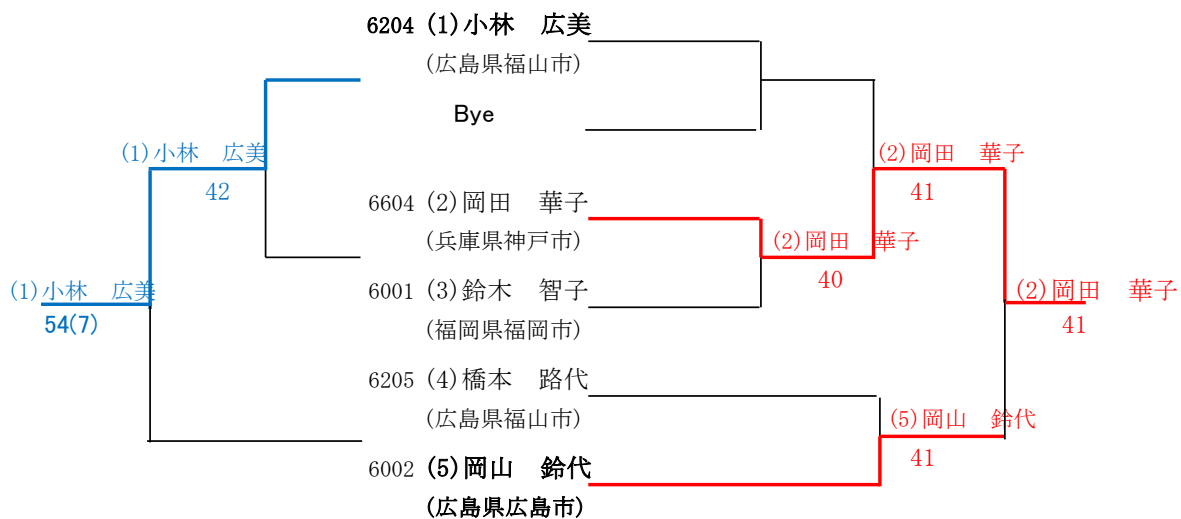 6204 (1)小林　広美
(広島県福山市)
Bye
(1)小林　広美
42
(2)岡田　華子
41
6604 (2)岡田　華子
(兵庫県神戸市)
(2)岡田　華子
40
6001 (3)鈴木　智子
(福岡県福岡市)
(1)小林　広美
54(7)
(2)岡田　華子
41
6205 (4)橋本　路代
(広島県福山市)
(5)岡山　鈴代
41
6002 (5)岡山　鈴代
(広島県広島市)